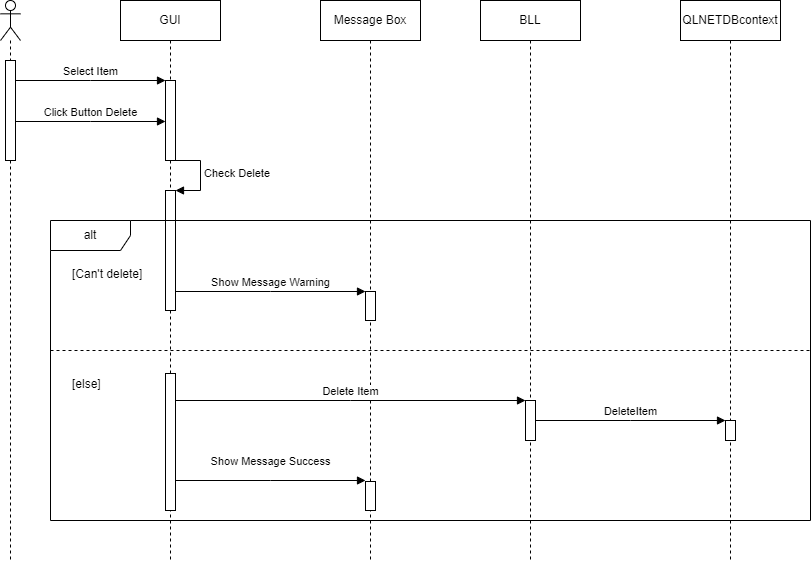 GUI
Message Box
BLL
QLNETDBcontext
Select Item
Click Button Delete
Check Delete
alt
[Can't delete]
Show Message Warning
[else]
Delete Item
DeleteItem
Show Message Success